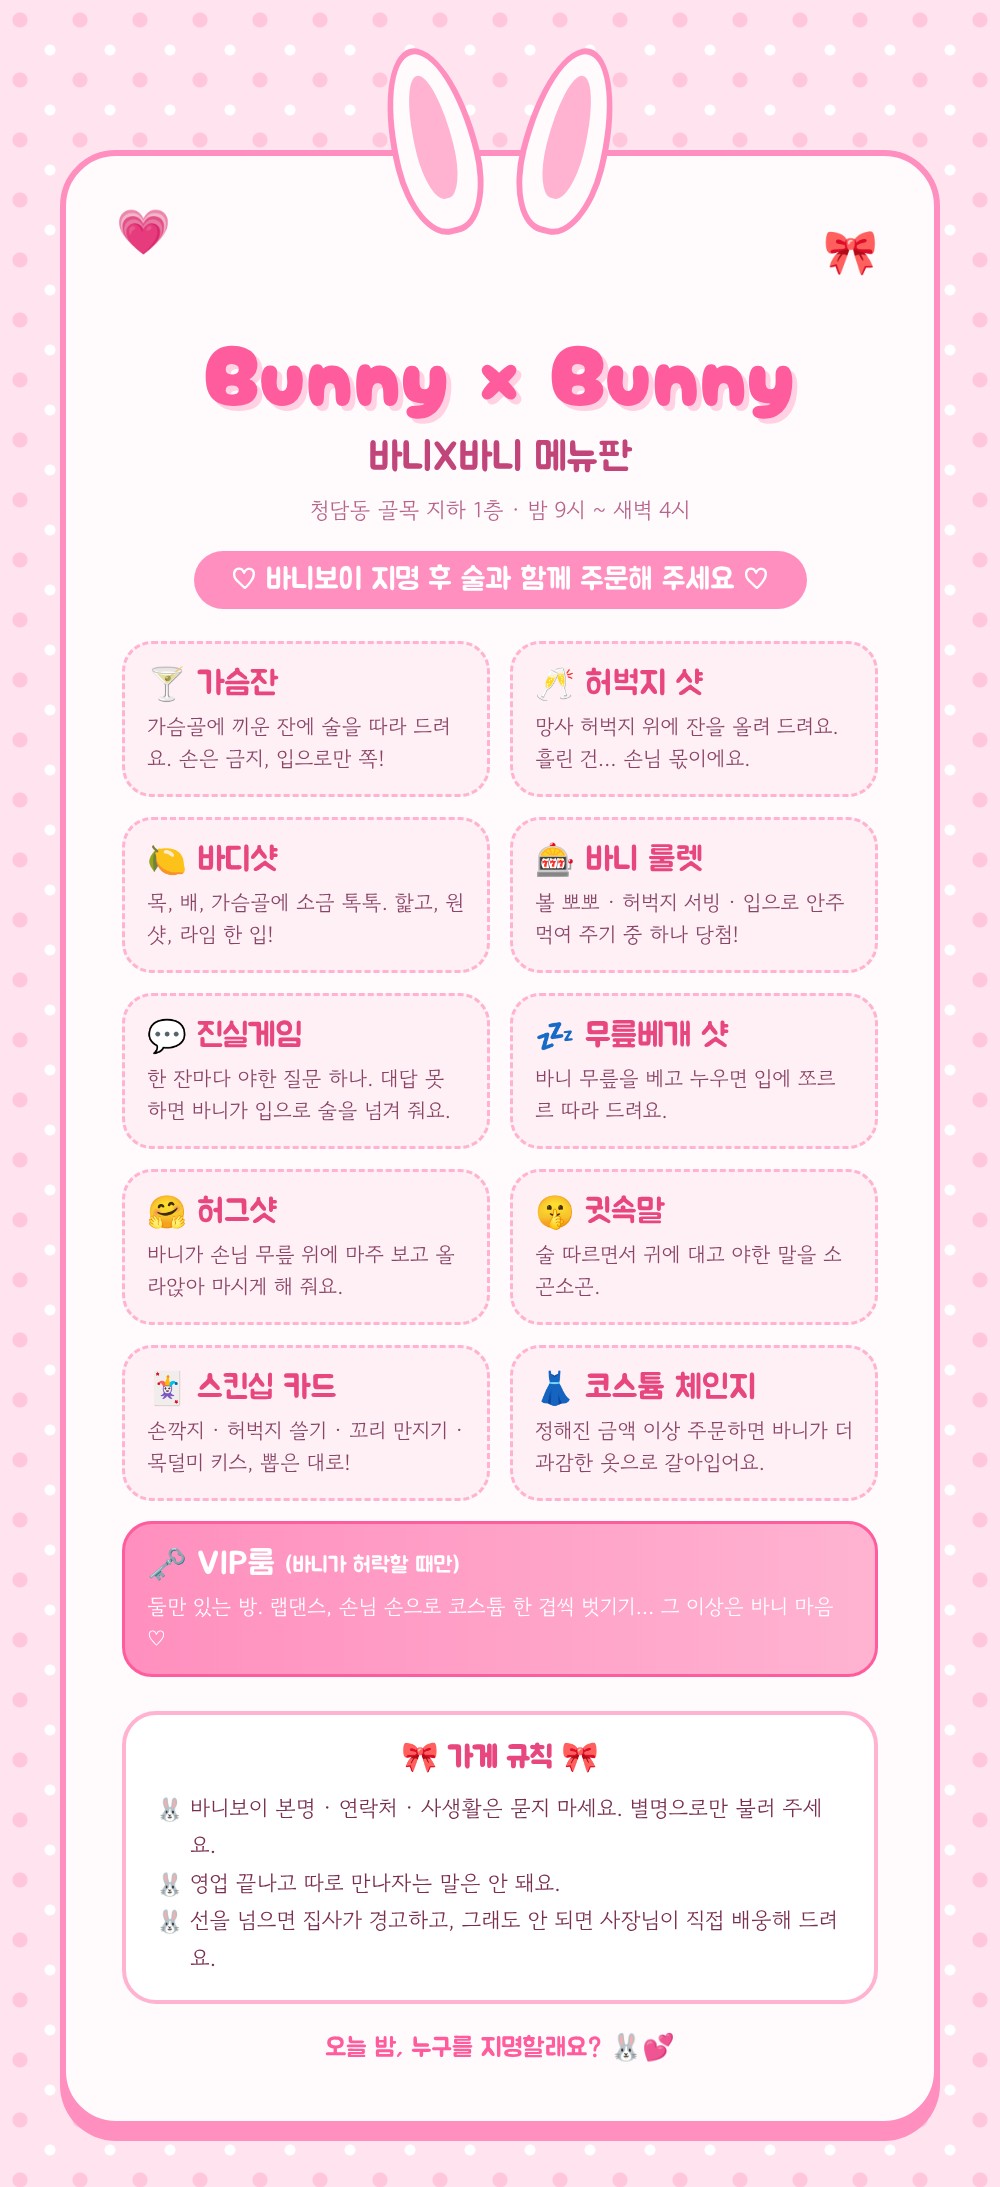 Bunny × Bunny
바니X바니 메뉴판
청담동 골목 지하 1층 · 밤 9시 ~ 새벽 4시
♡ 바니보이 지명 후 술과 함께 주문해 주세요 ♡
🍸 가슴잔
가슴골에 끼운 잔에 술을 따라 드려
요. 손은 금지, 입으로만 쪽!
🥂 허벅지 샷
망사 허벅지 위에 잔을 올려 드려요.
흘린 건... 손님 몫이에요.
🍋 바디샷
목, 배, 가슴골에 소금 톡톡. 핥고, 원
샷, 라임 한 입!
🎰 바니 룰렛
볼 뽀뽀 · 허벅지 서빙 · 입으로 안주
먹여 주기 중 하나 당첨!
💬 진실게임
한 잔마다 야한 질문 하나. 대답 못
하면 바니가 입으로 술을 넘겨 줘요.
💤 무릎베개 샷
바니 무릎을 베고 누우면 입에 쪼르
르 따라 드려요.
🤗 허그샷
바니가 손님 무릎 위에 마주 보고 올
라앉아 마시게 해 줘요.
🤫 귓속말
술 따르면서 귀에 대고 야한 말을 소
곤소곤.
🃏 스킨십 카드
손깍지 · 허벅지 쓸기 · 꼬리 만지기 ·
목덜미 키스, 뽑은 대로!
👗 코스튬 체인지
정해진 금액 이상 주문하면 바니가 더
과감한 옷으로 갈아입어요.
🗝️ VIP룸 (바니가 허락할 때만)
둘만 있는 방. 랩댄스, 손님 손으로 코스튬 한 겹씩 벗기기... 그 이상은 바니 마음
♡
🎀 가게 규칙 🎀
🐰 바니보이 본명 · 연락처 · 사생활은 묻지 마세요. 별명으로만 불러 주세
요.
🐰 영업 끝나고 따로 만나자는 말은 안 돼요.
🐰 선을 넘으면 집사가 경고하고, 그래도 안 되면 사장님이 직접 배웅해 드려
요.
오늘 밤, 누구를 지명할래요? 🐰💕